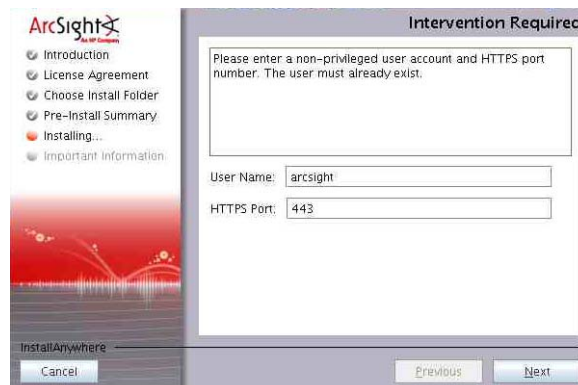 ArcSight
An HP Company
Intervention Required
Introduction
License Agreement
Choose Install Folder
Pre-Install Summary
Installing...
Important Information
Please enter a non-privileged user account and HTTPS port
number. The user must already exist.
User Name: arcsight
HTTPS Port: 443
InstallAnywhere
Cancel
Previous
Next